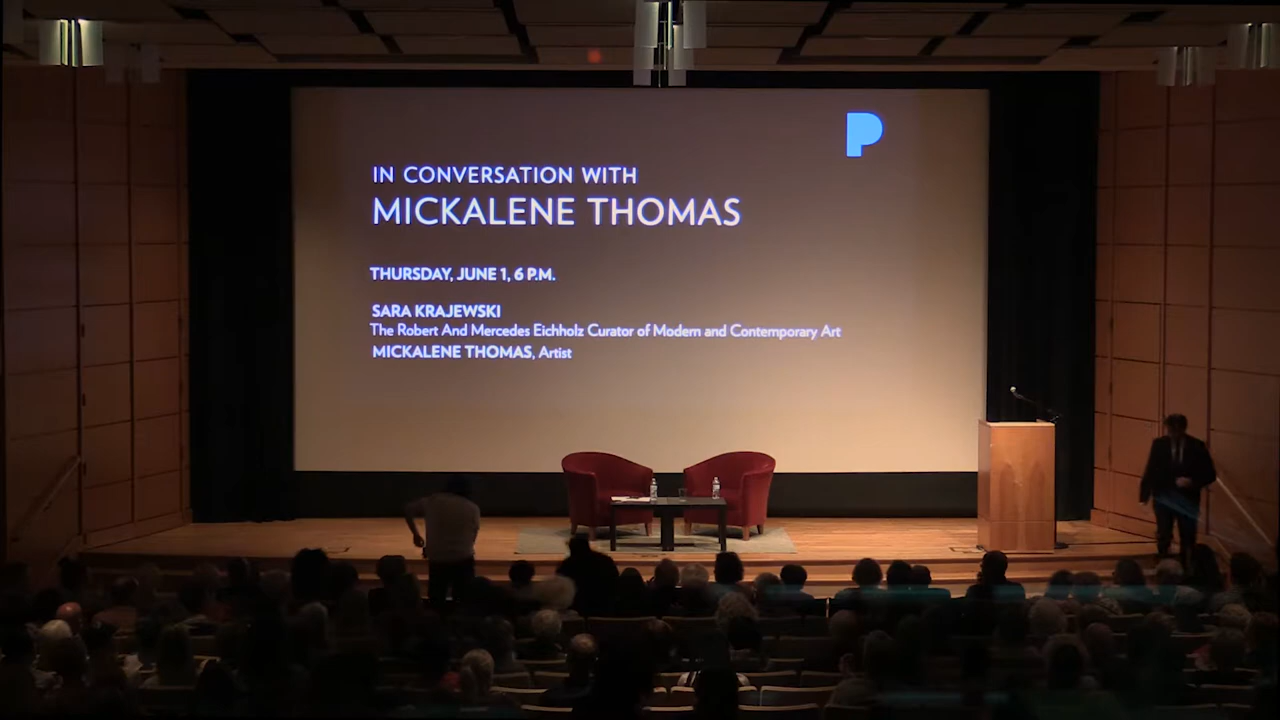 P
IN CONVERSATION WITH
MICKALENE THOMAS
THURSDAY, JUNE 1, 6 P.M.
SARA KRAJEWSKI
The Robert And Mercedes Eichholz Curator of Modern and Contemporary Art
MICKALENE THOMAS, Artist